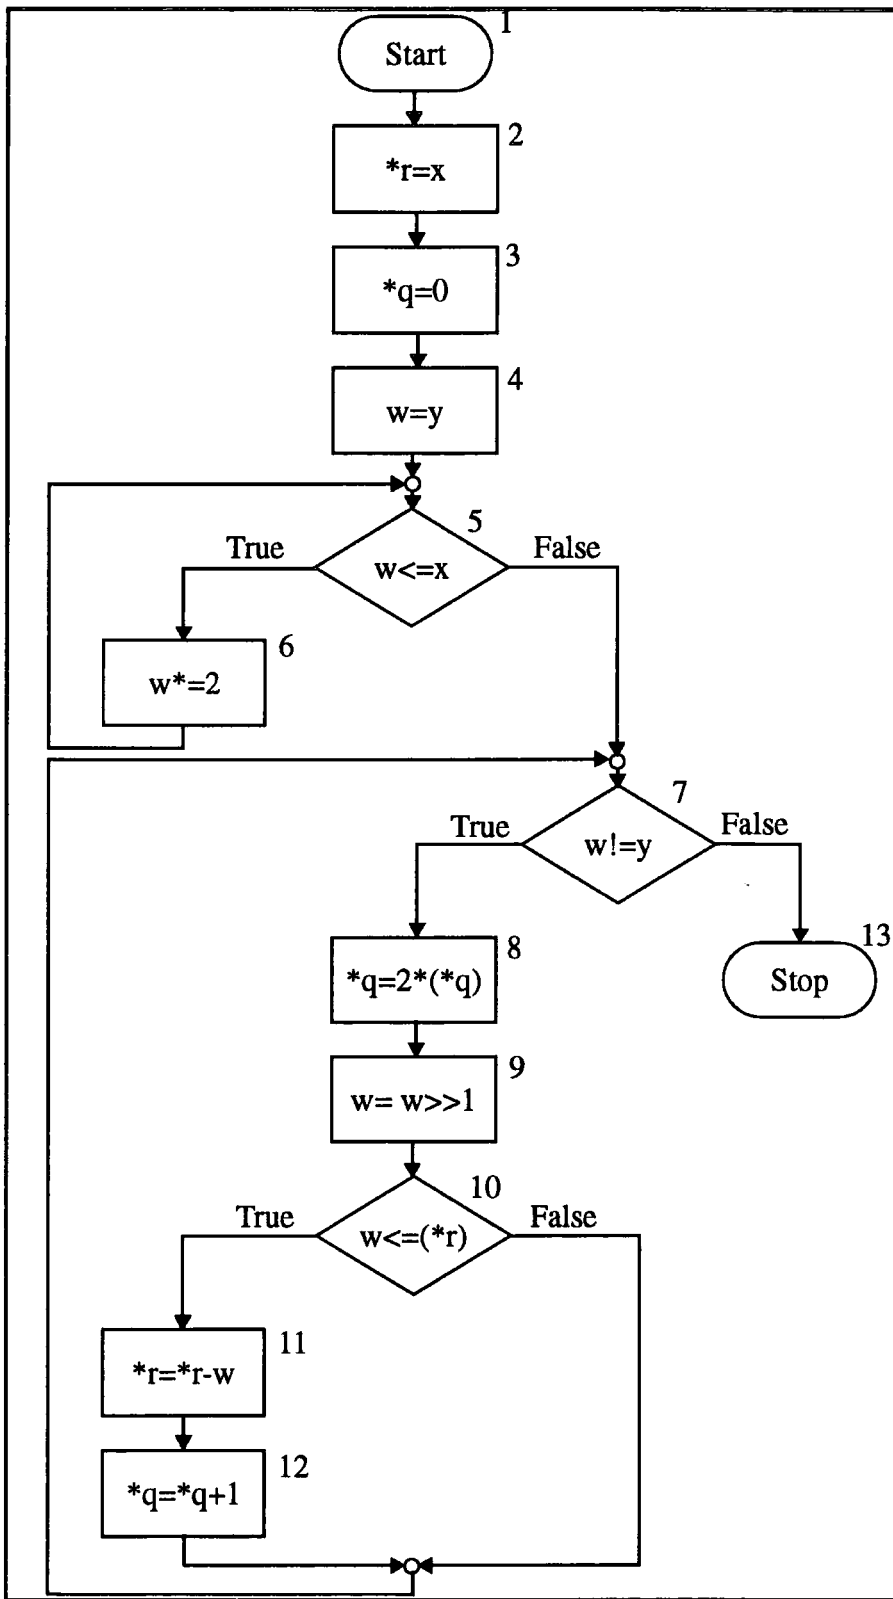 1
Start
2
*r=x
3
*q=0
4
w=y
5
True
False
w<=x
6
w*=2
7
True
False
w!=y
8
*q=2*(*q)
13
Stop
9
w= w>>1
10
True
False
w<=(*r)
11
*r=*r-w
12
*q=*q+1